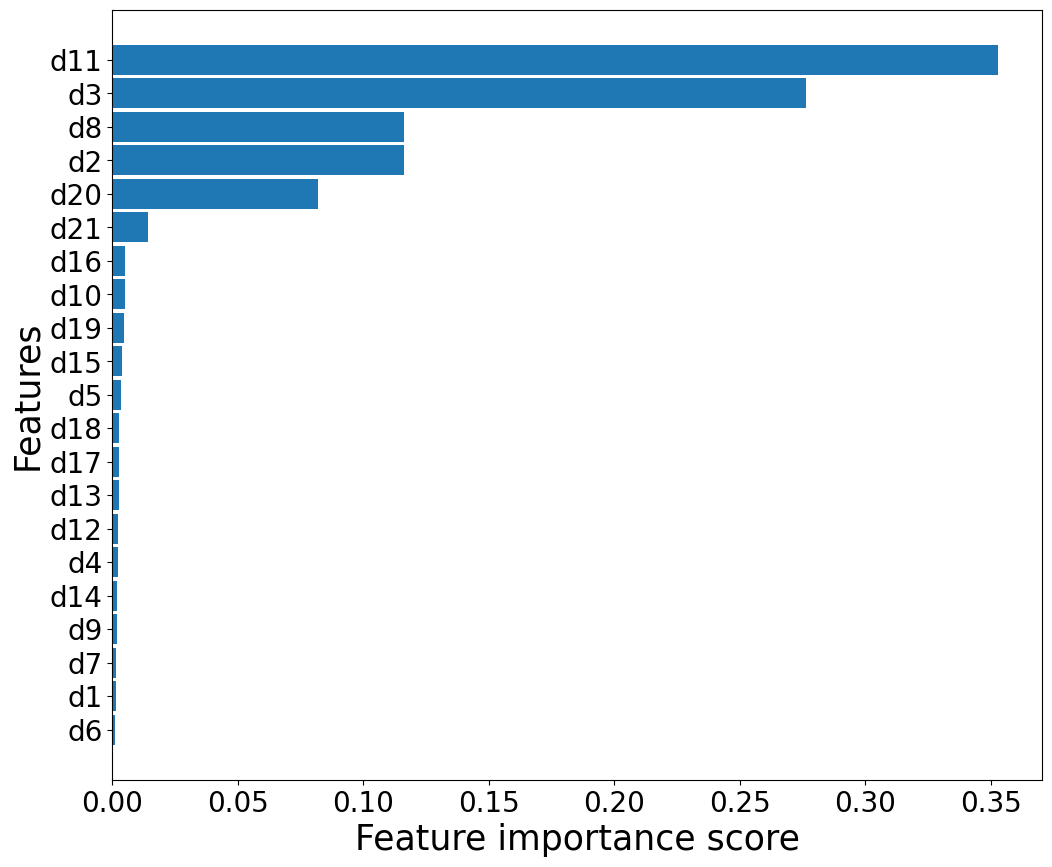 d11
d3
d8
d2
d20
d21
d16
d10
d19
d15
d5
d18
d17
d13
d12
d4
d14
d9
d7
d1
d6
Features
0.00 0.05 0.10 0.15 0.20 0.25 0.30 0.35
Feature importance score